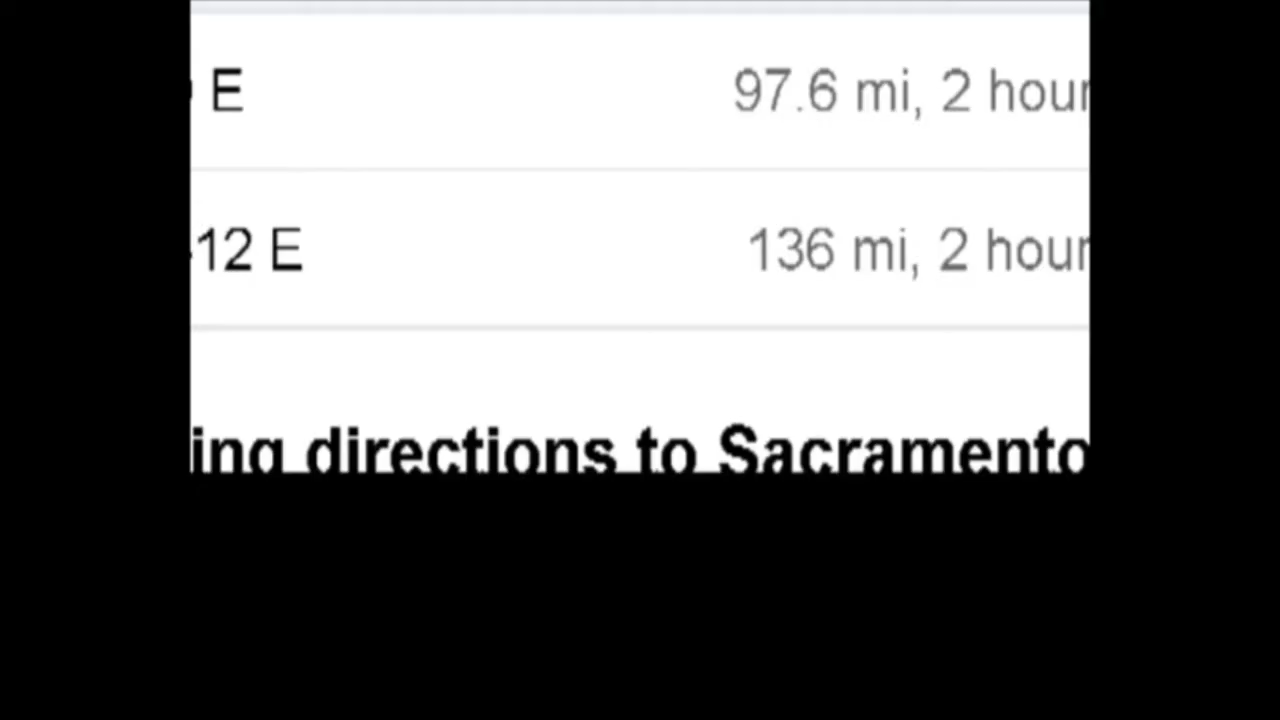 E 97.6 mi, 2 hour
-12 E 136 mi, 2 hour
ing directions to Sacramento